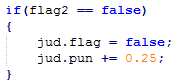 if(flag2 == false)
{
    jud.flag = false;
    jud.pun += 0.25;
}